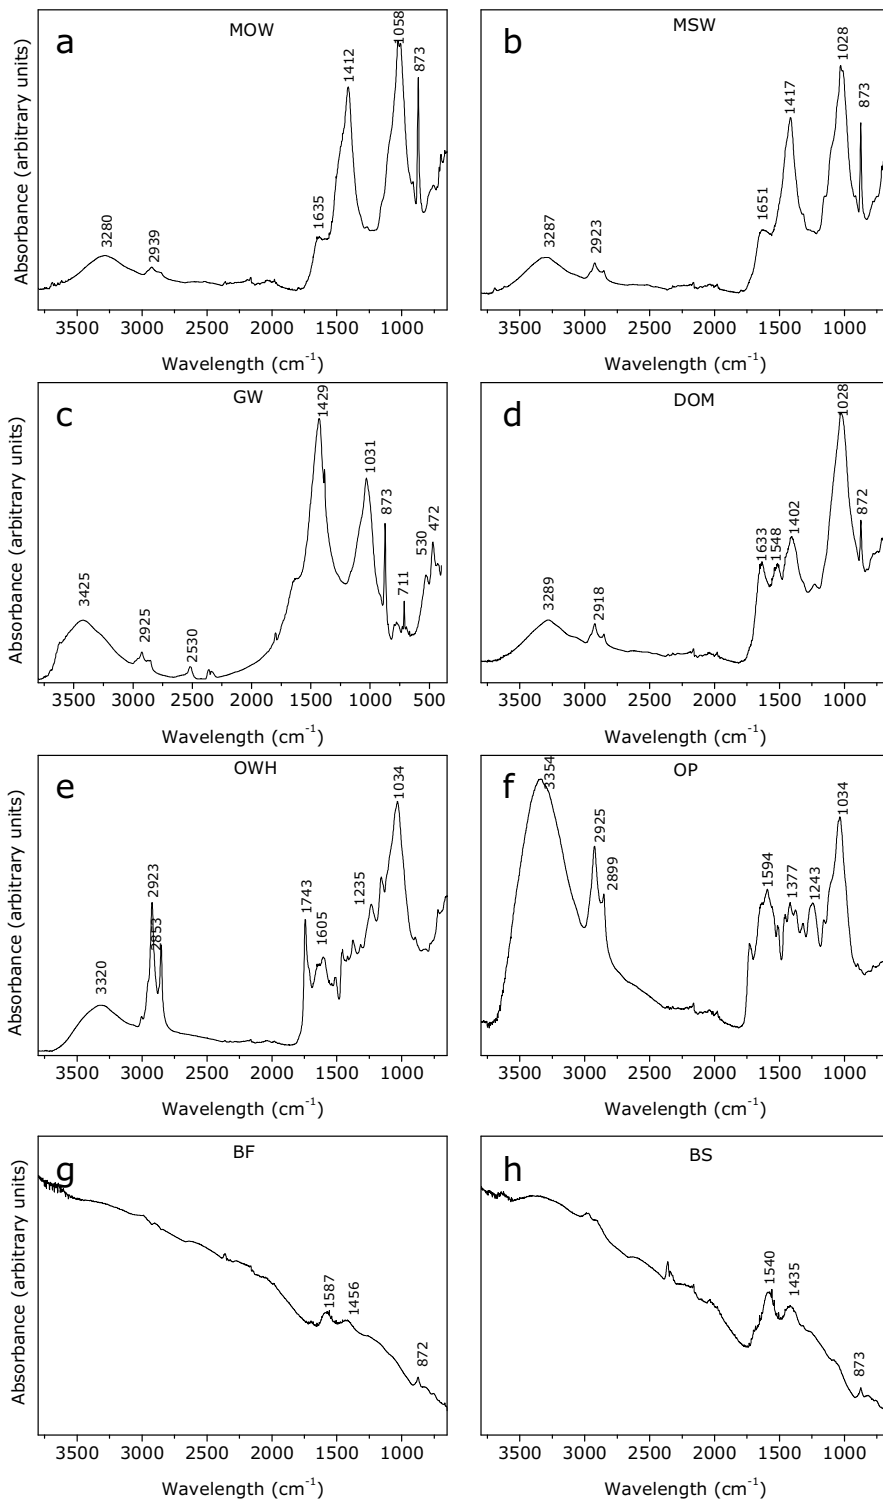 a
MOW
1058
873
1412
1635
3280
2939
Absorbance (arbitrary units)
3500 3000 2500 2000 1500 1000
Wavelength (cm-1)
b
MSW
1028
873
1417
1651
3287
2923
3500 3000 2500 2000 1500 1000
Wavelength (cm-1)
c
GW
1429
1031
873
472
530
711
3425
2925
2530
Absorbance (arbitrary units)
3500 3000 2500 2000 1500 1000 500
Wavelength (cm-1)
d
DOM
1028
872
1402
1548
1633
3289
2918
3500 3000 2500 2000 1500 1000
Wavelength (cm-1)
e
OWH
1034
2923
2853
1743
1605
1235
3320
Absorbance (arbitrary units)
3500 3000 2500 2000 1500 1000
Wavelength (cm-1)
f
OP
3354
2925
2899
1594
1377
1243
1034
3500 3000 2500 2000 1500 1000
Wavelength (cm-1)
g
BF
1587
1456
872
Absorbance (arbitrary units)
3500 3000 2500 2000 1500 1000
Wavelength (cm-1)
h
BS
1540
1435
873
3500 3000 2500 2000 1500 1000
Wavelength (cm-1)